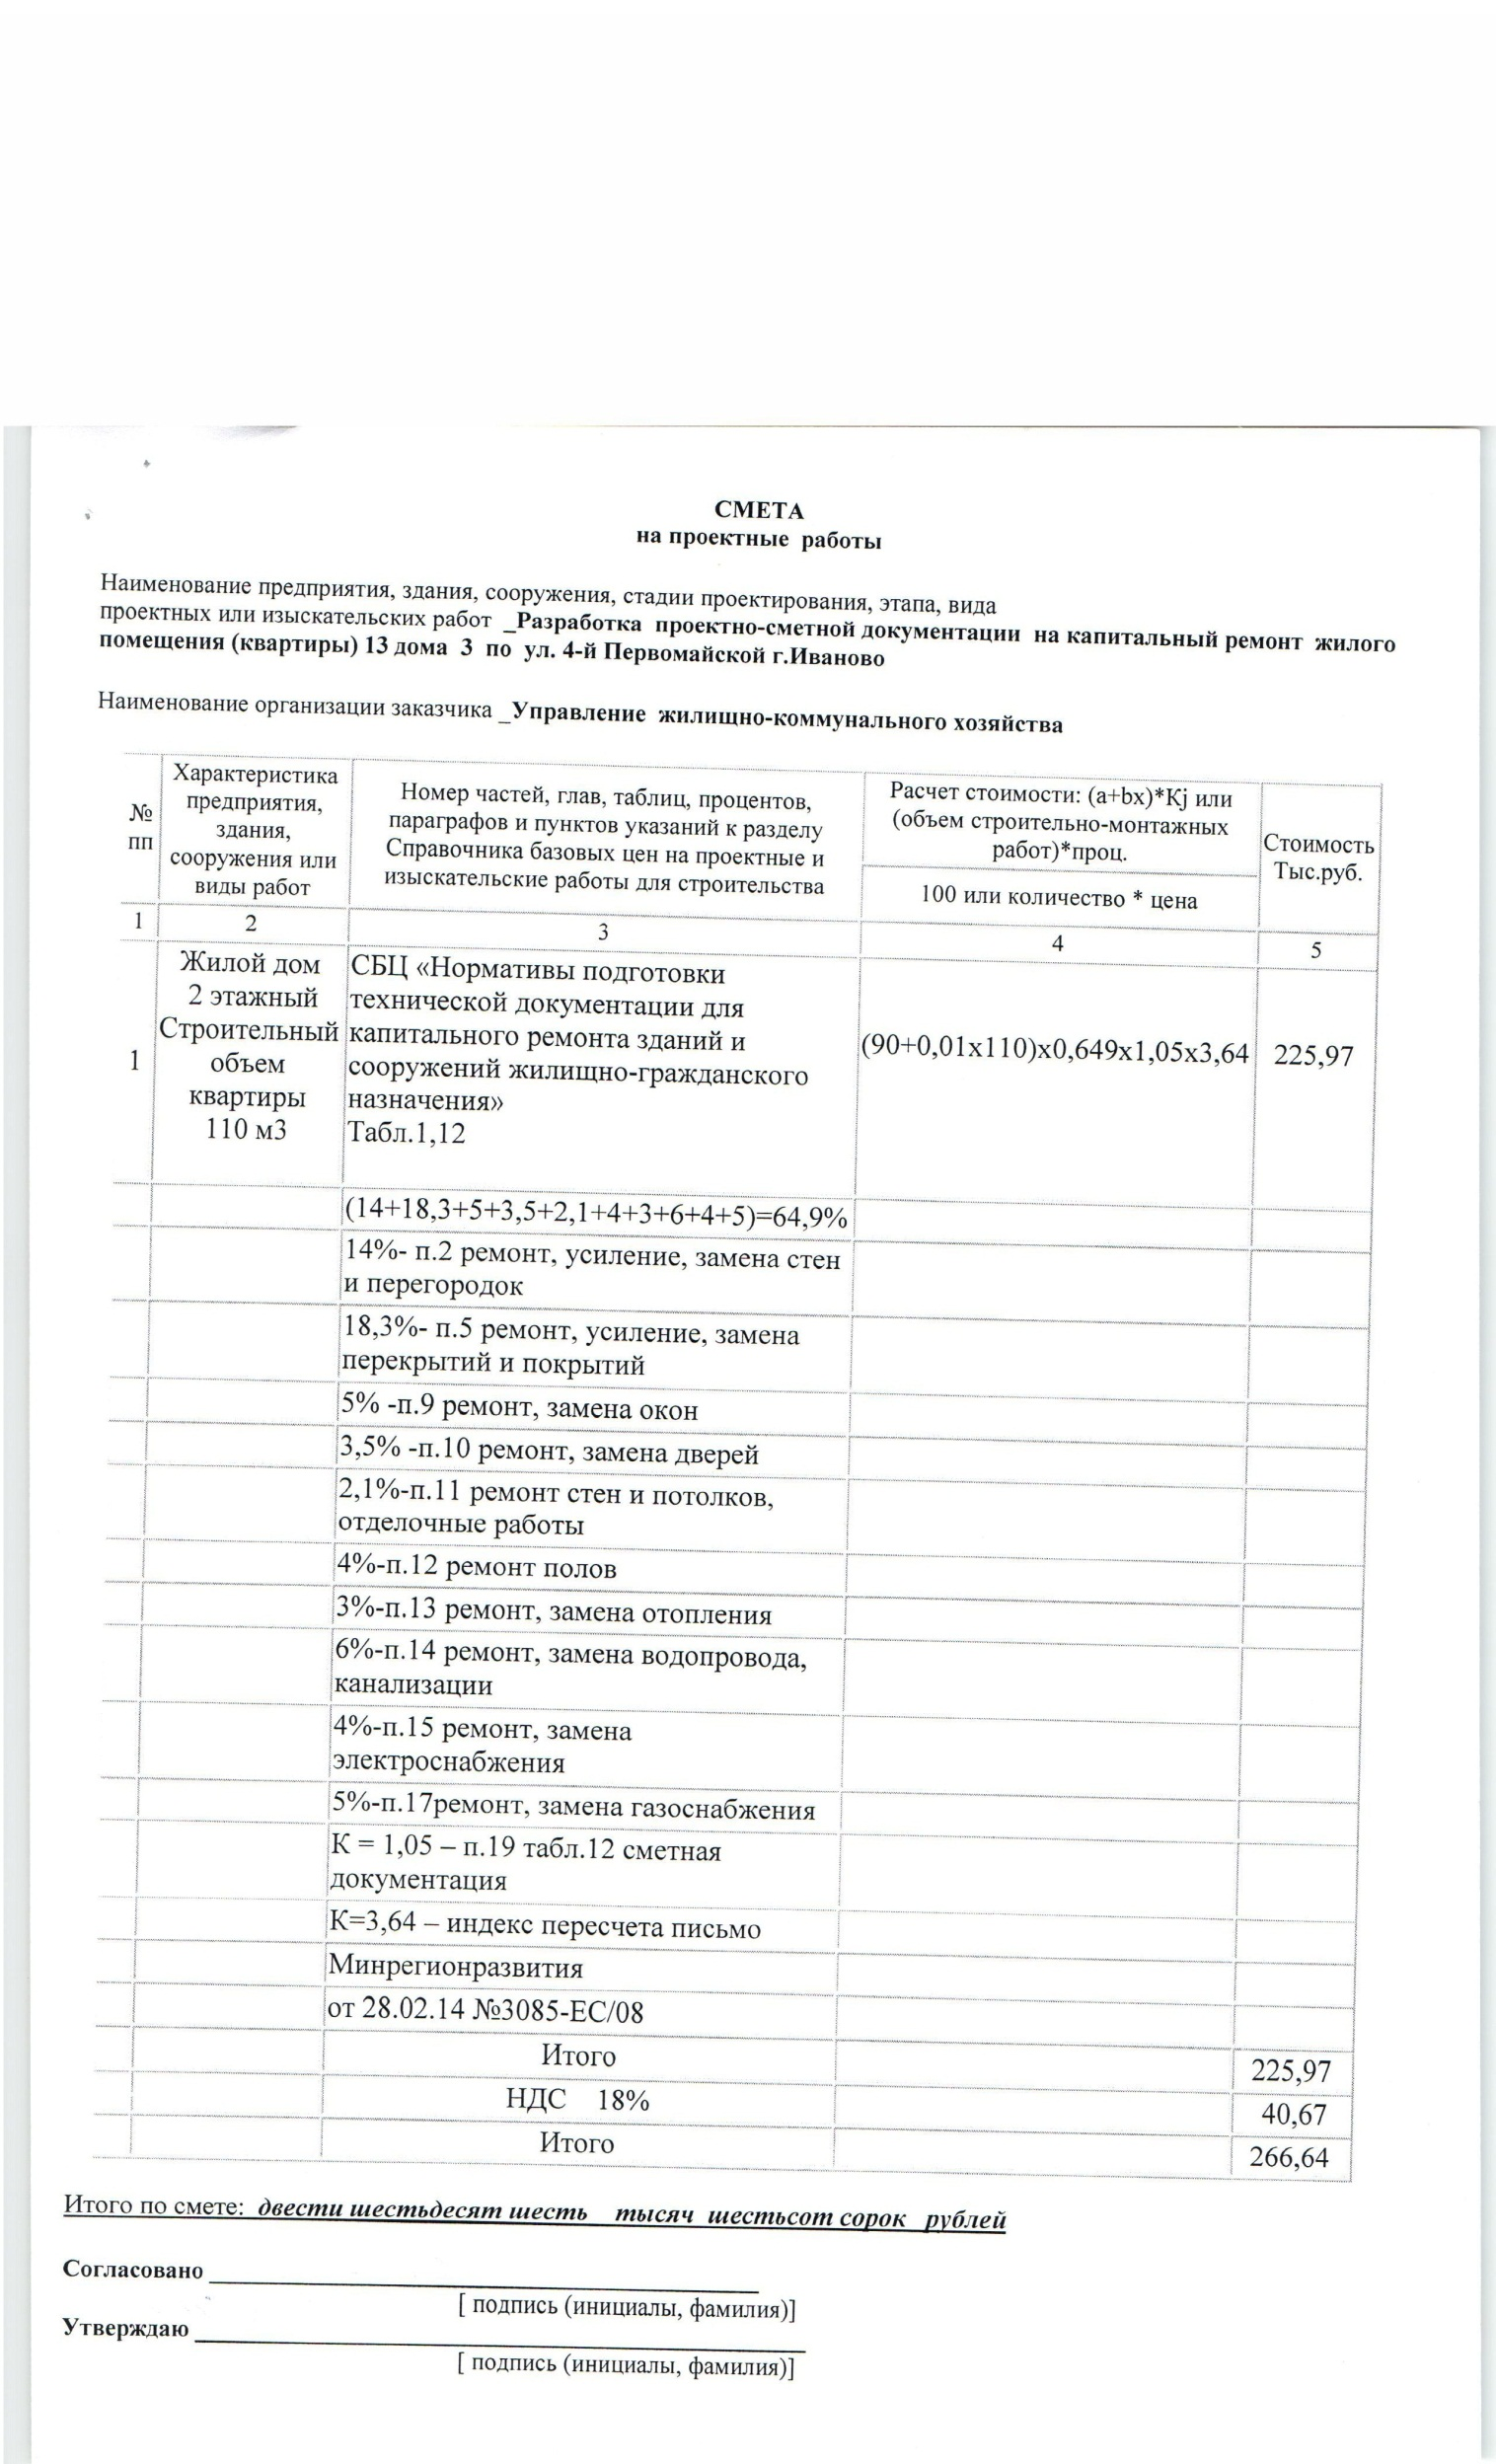 СМЕТА
на проектные работы
Наименование предприятия, здания, сооружения, стадии проектирования, этапа, вида
проектных или изыскательских работ _Разработка проектно-сметной документации на капитальный ремонт жилого
помещения (квартиры) 13 дома 3 по ул. 4-й Первомайской г.Иваново
Наименование организации заказчика _Управление жилищно-коммунального хозяйства
№
пп
Характеристика
предприятия,
здания,
сооружения или
виды работ
Номер частей, глав, таблиц, процентов,
параграфов и пунктов указаний к разделу
Справочника базовых цен на проектные и
изыскательские работы для строительства
Расчет стоимости: (a+bx)*Kj или
(объем строительно-монтажных
работ)*проц.
100 или количество * цена
Стоимость
Тыс.руб.
1 2 3 4 5
1
Жилой дом
2 этажный
Строительный
объем
квартиры
110 м3
СБЦ «Нормативы подготовки
технической документации для
капитального ремонта зданий и
сооружений жилищно-гражданского
назначения»
Табл.1,12
(90+0,01х110)х0,649х1,05х3,64
225,97
(14+18,3+5+3,5+2,1+4+3+6+4+5)=64,9%
14%- п.2 ремонт, усиление, замена стен
и перегородок
18,3%- п.5 ремонт, усиление, замена
перекрытий и покрытий
5% -п.9 ремонт, замена окон
3,5% -п.10 ремонт, замена дверей
2,1%-п.11 ремонт стен и потолков,
отделочные работы
4%-п.12 ремонт полов
3%-п.13 ремонт, замена отопления
6%-п.14 ремонт, замена водопровода,
канализации
4%-п.15 ремонт, замена
электроснабжения
5%-п.17ремонт, замена газоснабжения
К = 1,05 – п.19 табл.12 сметная
документация
К=3,64 – индекс пересчета письмо
Минрегионразвития
от 28.02.14 №3085-ЕС/08
Итого 225,97
НДС 18% 40,67
Итого 266,64
Итого по смете: двести шестьдесят шесть тысяч шестьсот сорок рублей
Согласовано
[ подпись (инициалы, фамилия)]
Утверждаю
[ подпись (инициалы, фамилия)]